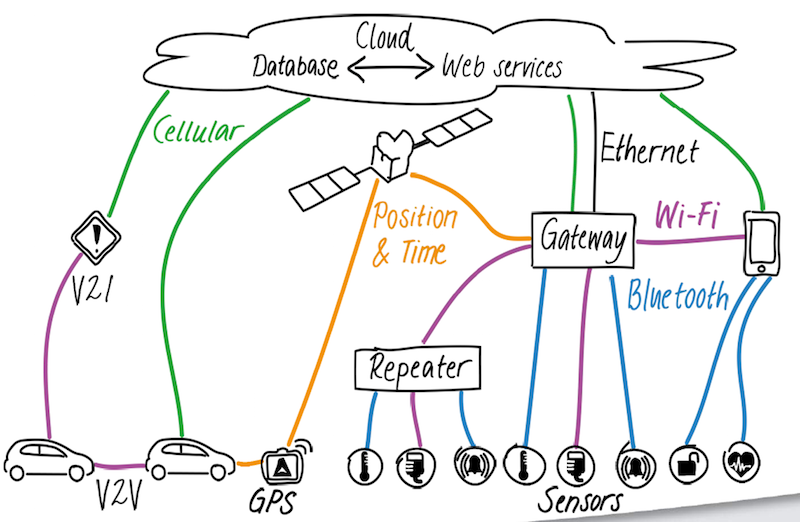 Cloud
Database
Web services
Cellular
Ethernet
Position
& Time
Wi-Fi
Gateway
V2I
Bluetooth
Repeater
V2V
GPS
Sensors